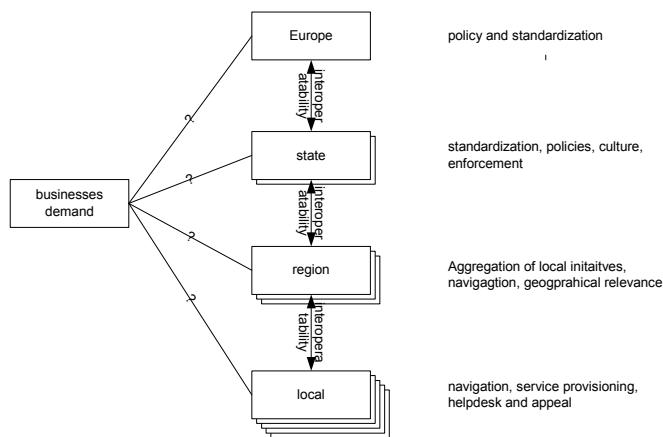 Europe
policy and standardization
interoper
atability
?
state
standardization, policies, culture,
enforcement
?
businesses
demand
interoper
atability
?
region
Aggregation of local initaitves,
navigagtion, geogprahical relevance
?
interopera
tability
local
navigation, service provisioning,
helpdesk and appeal